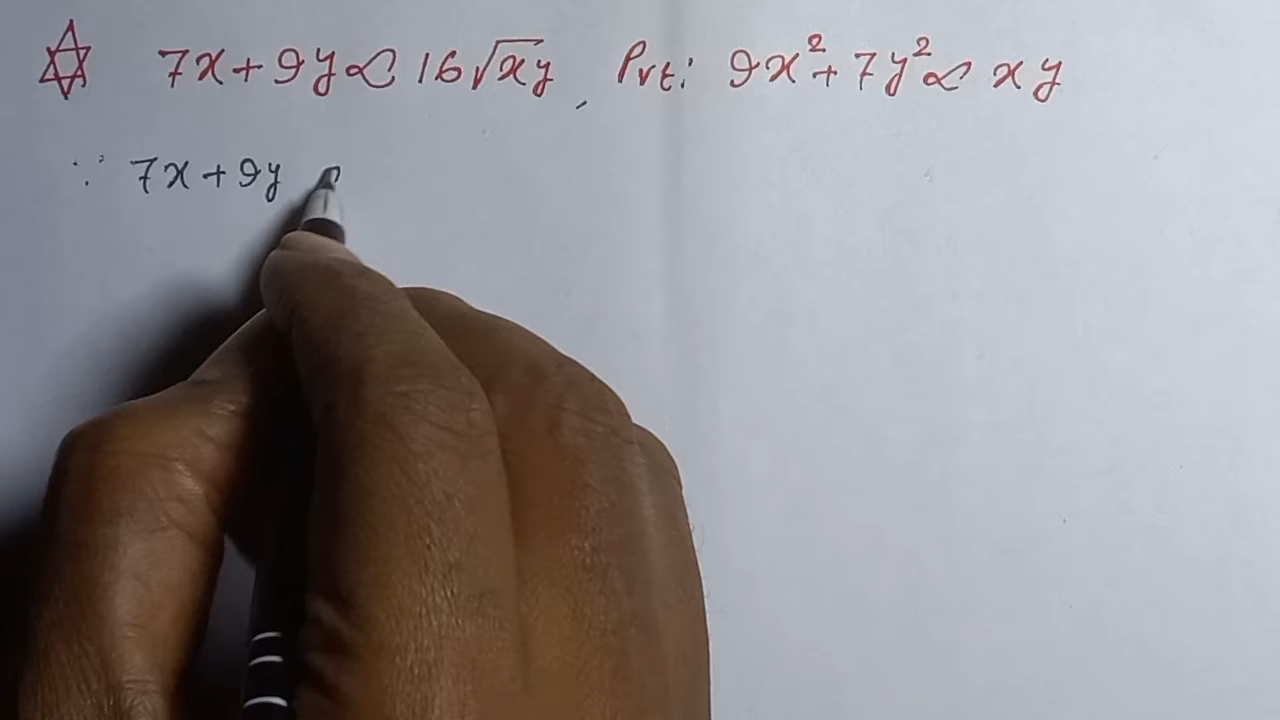 ✡ 7x+9y ∝ 16√xy, Prt: 9x²+7y² ∝ xy
∵ 7x+9y